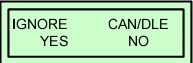 IGNORE CAN/DLE
YES NO